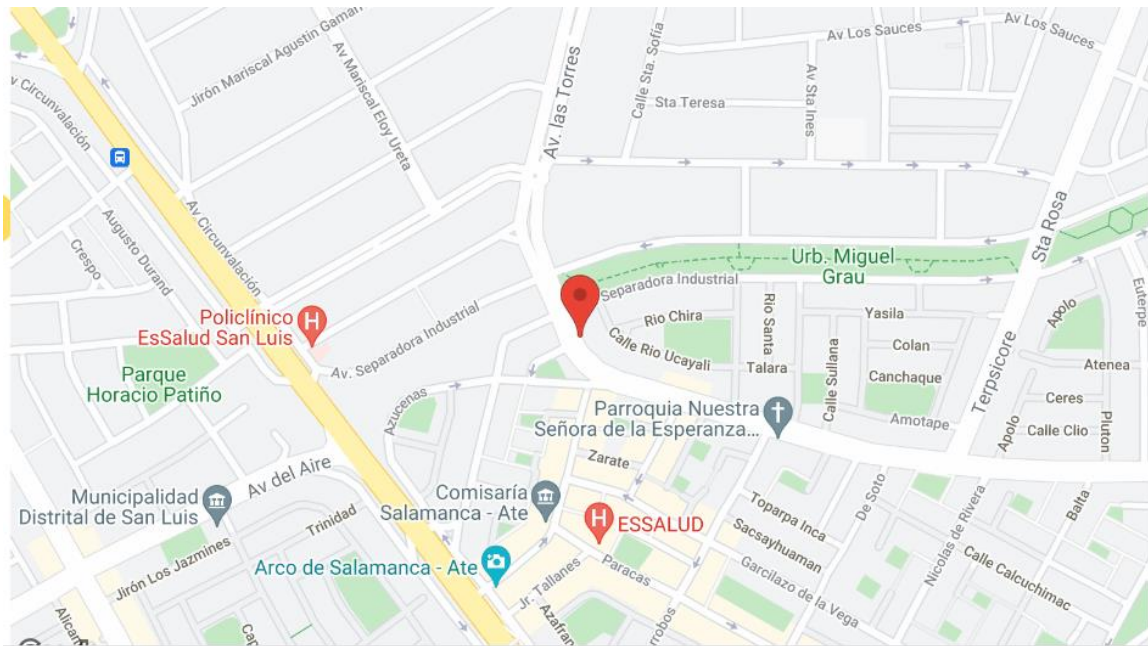 Av Los Sauces
Av Los Sauces
Jirón Mariscal Agustin Gamar
Av Mariscal Eloy Ureta
Av. las Torres
Calle Sta. Sofía
Sta Teresa
Av Sta Ines
v Circunvalación
Av Circunvalación
Augusto Durand
Crespo
Sta Rosa
Urb. Miguel
Grau
Separadora Industrial
Euterpe
Policlínico
EsSalud San Luis
H
Av. Separadora Industrial
Rio Chira
Rio Santa
Yasila
Apolo
Calle Rio Ucayali
Talara
Calle Sullana
Colan
Canchaque
Atenea
Parque
Horacio Patiño
Azucenas
Terpsicore
Amotape
Ceres
Calle Clio
Apolo
Pluton
Parroquia Nuestra
Señora de la Esperanza...
Av del Aire
Zarate
Municipalidad
Distrital de San Luis
Trinidad
Comisaría
Salamanca - Ate
H
ESSALUD
Toparpa Inca
De Soto
Nicolas de Rivera
Balta
Sacsayhuaman
Jirón Los Jazmines
Arco de Salamanca - Ate
Paracas
Garcilazo de la Vega
Calle Calcuchimac
Jr. Tallanes
Azafran
rrobos
Alican
Cap